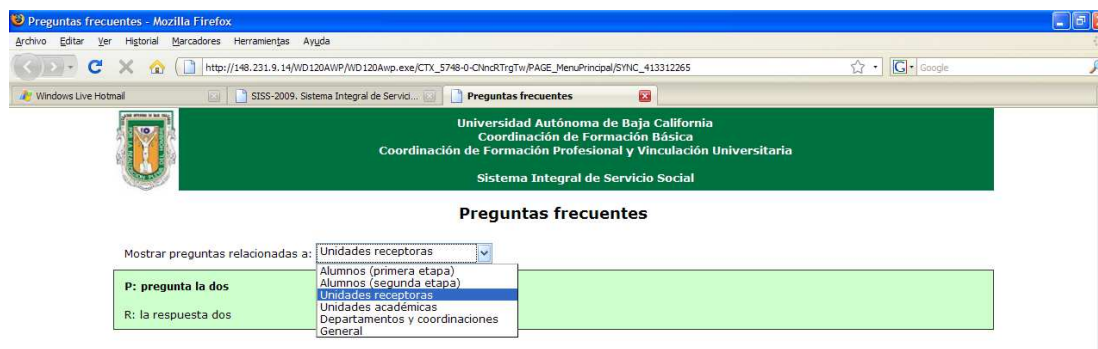 Preguntas frecuentes - Mozilla Firefox
Archivo Editar Ver Historial Marcadores Herramientas Ayuda
http://148.231.9.14/WD120AWP/WD120Awp.exe/CTX_5748-0-CNncRTrgTw/PAGE_MenuPrincipal/SYNC_413312265
G Google
Windows Live Hotmail
SISS-2009. Sistema Integral de Servici...
Preguntas frecuentes
Universidad Autónoma de Baja California
Coordinación de Formación Básica
Coordinación de Formación Profesional y Vinculación Universitaria
Sistema Integral de Servicio Social
Preguntas frecuentes
Mostrar preguntas relacionadas a: Unidades receptoras
Alumnos (primera etapa)
Alumnos (segunda etapa)
Unidades receptoras
Unidades académicas
Departamentos y coordinaciones
General
P: pregunta la dos
R: la respuesta dos